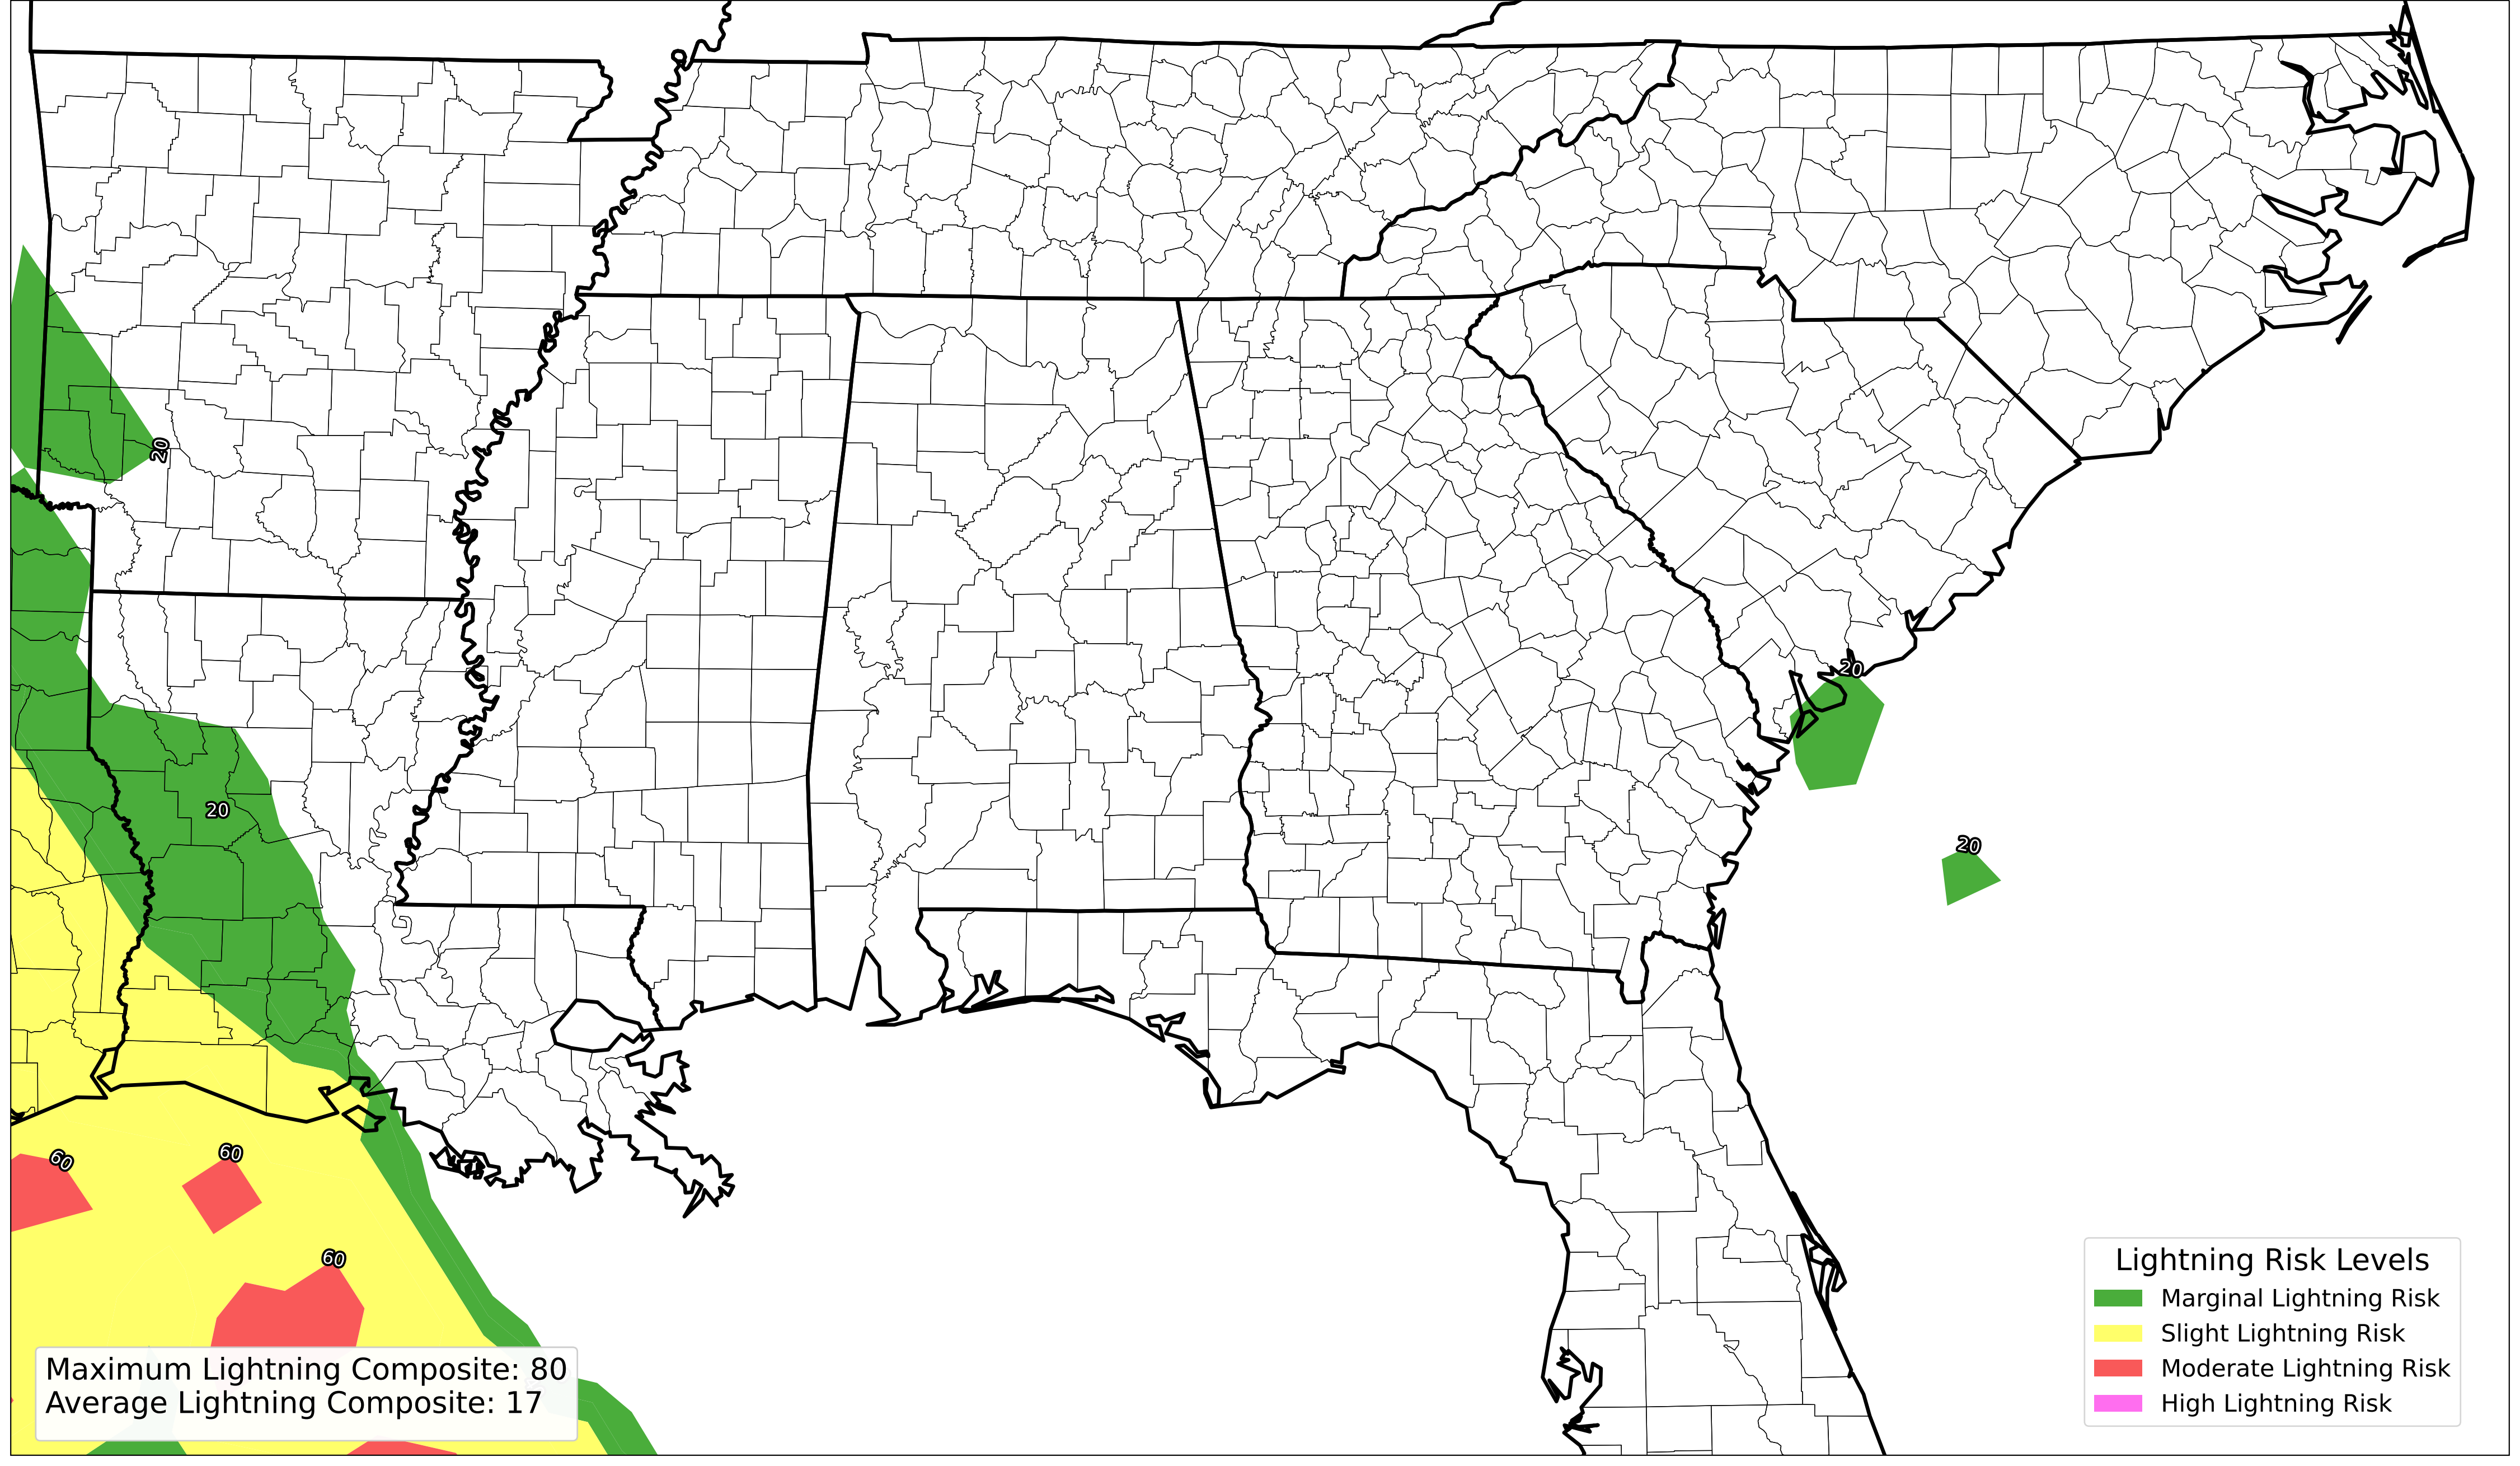 20
20
20
20
60
60
60
Maximum Lightning Composite: 80
Average Lightning Composite: 17
Lightning Risk Levels
Marginal Lightning Risk
Slight Lightning Risk
Moderate Lightning Risk
High Lightning Risk